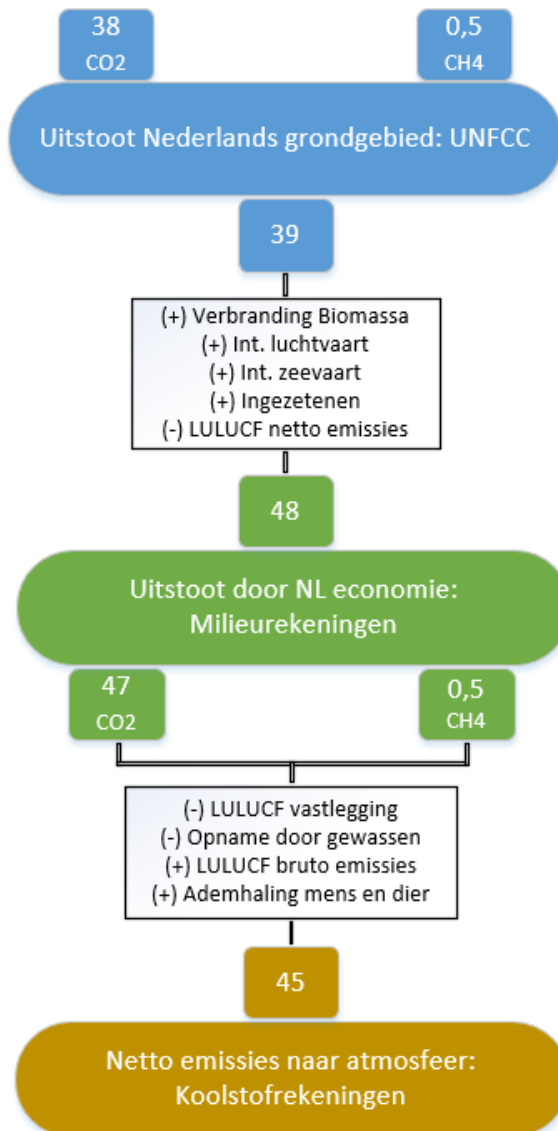 38
CO2
0,5
CH4
Uitstoot Nederlands grondgebied: UNFCC
39
(+) Verbranding Biomassa
(+) Int. luchtvaart
(+) Int. zeevaart
(+) Ingezetenen
(-) LULUCF netto emissies
48
Uitstoot door NL economie:
Milieurekeningen
47
CO2
0,5
CH4
(-) LULUCF vastlegging
(-) Opname door gewassen
(+) LULUCF bruto emissies
(+) Ademhaling mens en dier
45
Netto emissies naar atmosfeer:
Koolstofrekeningen